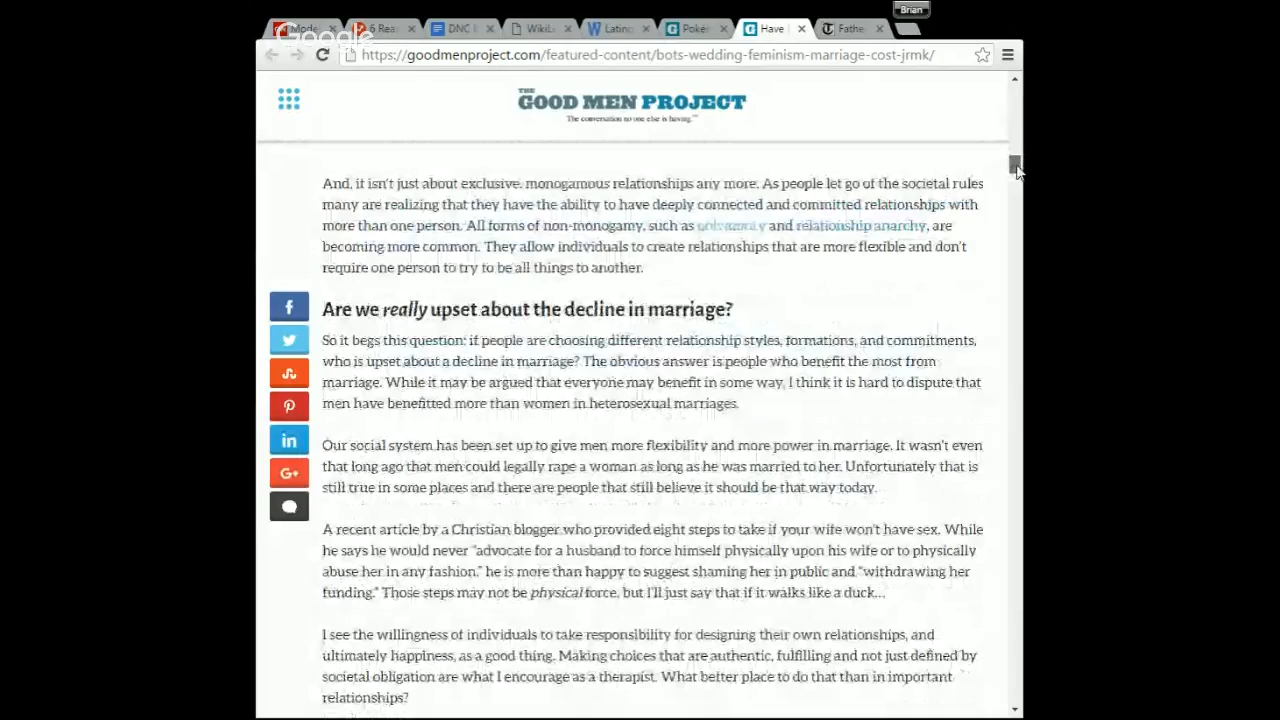 Brian
Mode
6 Rea
DNC
WikiL
Latino
Poké
Have
Fathe
Google
https://goodmenproject.com/featured-content/bots-wedding-feminism-marriage-cost-jrmk/
THE
GOOD MEN PROJECT
"The conversation no one else is having."™
And, it isn't just about exclusive, monogamous relationships any more. As people let go of the societal rules
many are realizing that they have the ability to have deeply connected and committed relationships with
more than one person. All forms of non-monogamy, such as polyamory and relationship anarchy, are
becoming more common. They allow individuals to create relationships that are more flexible and don't
require one person to try to be all things to another.
Are we really upset about the decline in marriage?
So it begs this question: if people are choosing different relationship styles, formations, and commitments,
who is upset about a decline in marriage? The obvious answer is people who benefit the most from
marriage. While it may be argued that everyone may benefit in some way, I think it is hard to dispute that
men have benefitted more than women in heterosexual marriages.
Our social system has been set up to give men more flexibility and more power in marriage. It wasn't even
that long ago that men could legally rape a woman as long as he was married to her. Unfortunately that is
still true in some places and there are people that still believe it should be that way today.
A recent article by a Christian blogger who provided eight steps to take if your wife won't have sex. While
he says he would never "advocate for a husband to force himself physically upon his wife or to physically
abuse her in any fashion." he is more than happy to suggest shaming her in public and "withdrawing her
funding." Those steps may not be physical force, but I'll just say that if it walks like a duck...
I see the willingness of individuals to take responsibility for designing their own relationships, and
ultimately happiness, as a good thing. Making choices that are authentic, fulfilling and not just defined by
societal obligation are what I encourage as a therapist. What better place to do that than in important
relationships?